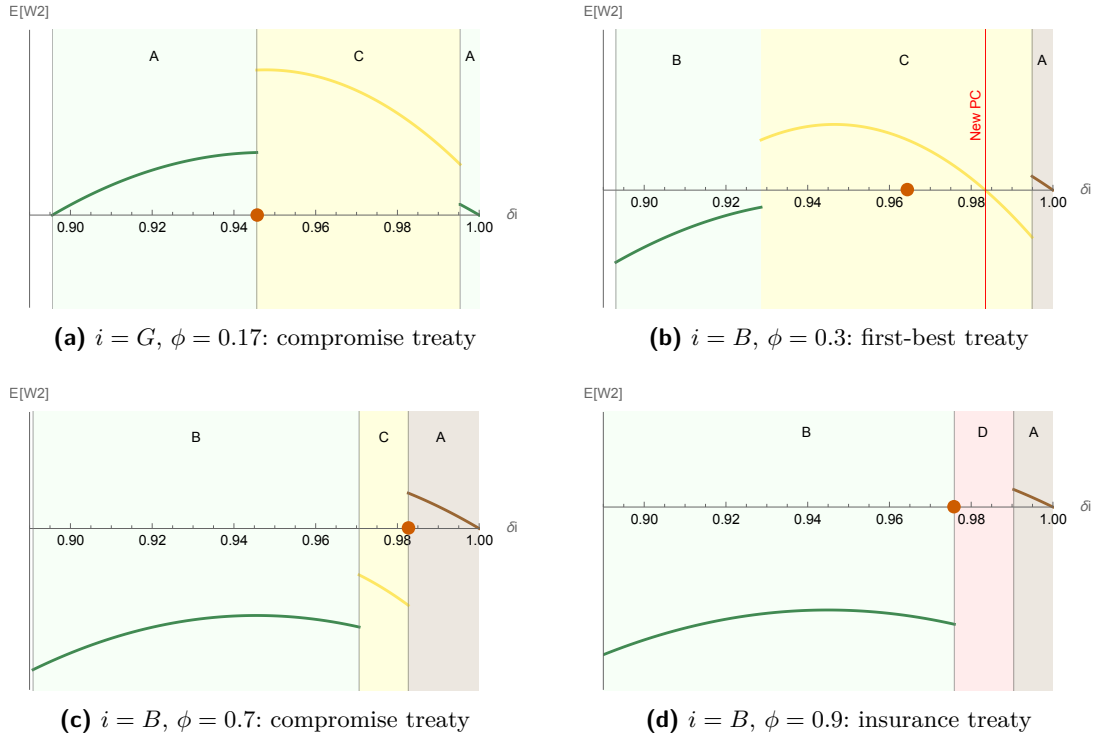 E[W2]
A
C
A
0.90
0.92
0.94
0.96
0.98
1.00
δi
(a) i = G, ϕ = 0.17: compromise treaty
E[W2]
B
C
A
New PC
0.90
0.92
0.94
0.96
0.98
1.00
δi
(b) i = B, ϕ = 0.3: first-best treaty
E[W2]
B
C
A
0.90
0.92
0.94
0.96
0.98
1.00
δi
(c) i = B, ϕ = 0.7: compromise treaty
E[W2]
B
D
A
0.90
0.92
0.94
0.96
0.98
1.00
δi
(d) i = B, ϕ = 0.9: insurance treaty